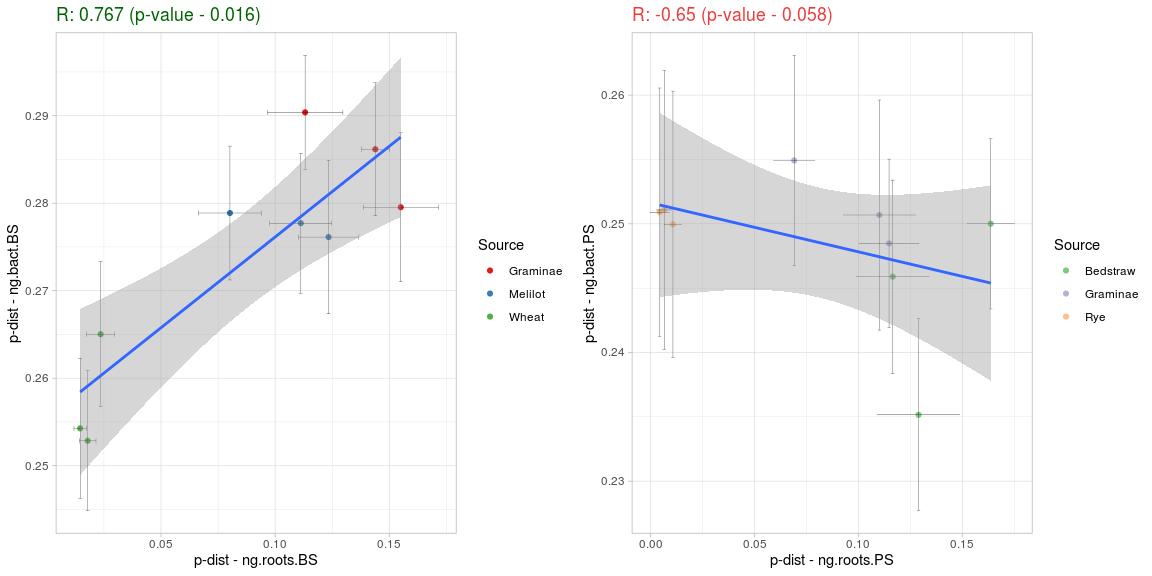 R: 0.767 (p-value - 0.016)
p-dist - ng.bact.BS
0.29
0.28
0.27
0.26
0.25
0.05
0.10
0.15
p-dist - ng.roots.BS
Source
Graminae
Melilot
Wheat
R: -0.65 (p-value - 0.058)
p-dist - ng.bact.PS
0.26
0.25
0.24
0.23
0.00
0.05
0.10
0.15
p-dist - ng.roots.PS
Source
Bedstraw
Graminae
Rye